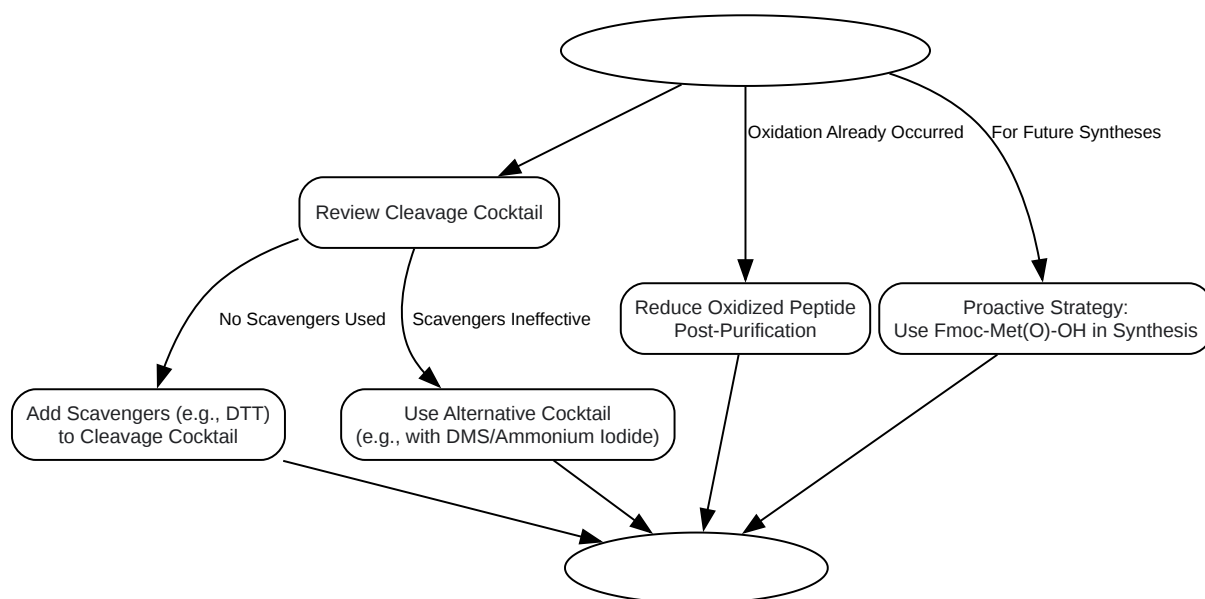 Oxidation Already Occurred
For Future Syntheses
Review Cleavage Cocktail
No Scavengers Used
Scavengers Ineffective
Reduce Oxidized Peptide
Post-Purification
Proactive Strategy:
Use Fmoc-Met(O)-OH in Synthesis
Add Scavengers (e.g., DTT)
to Cleavage Cocktail
Use Alternative Cocktail
(e.g., with DMS/Ammonium Iodide)